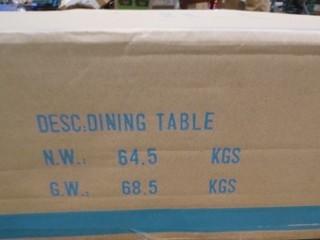 DESC.:DINING TABLE
N.W.: 64.5 KGS
G.W.: 68.5 KGS